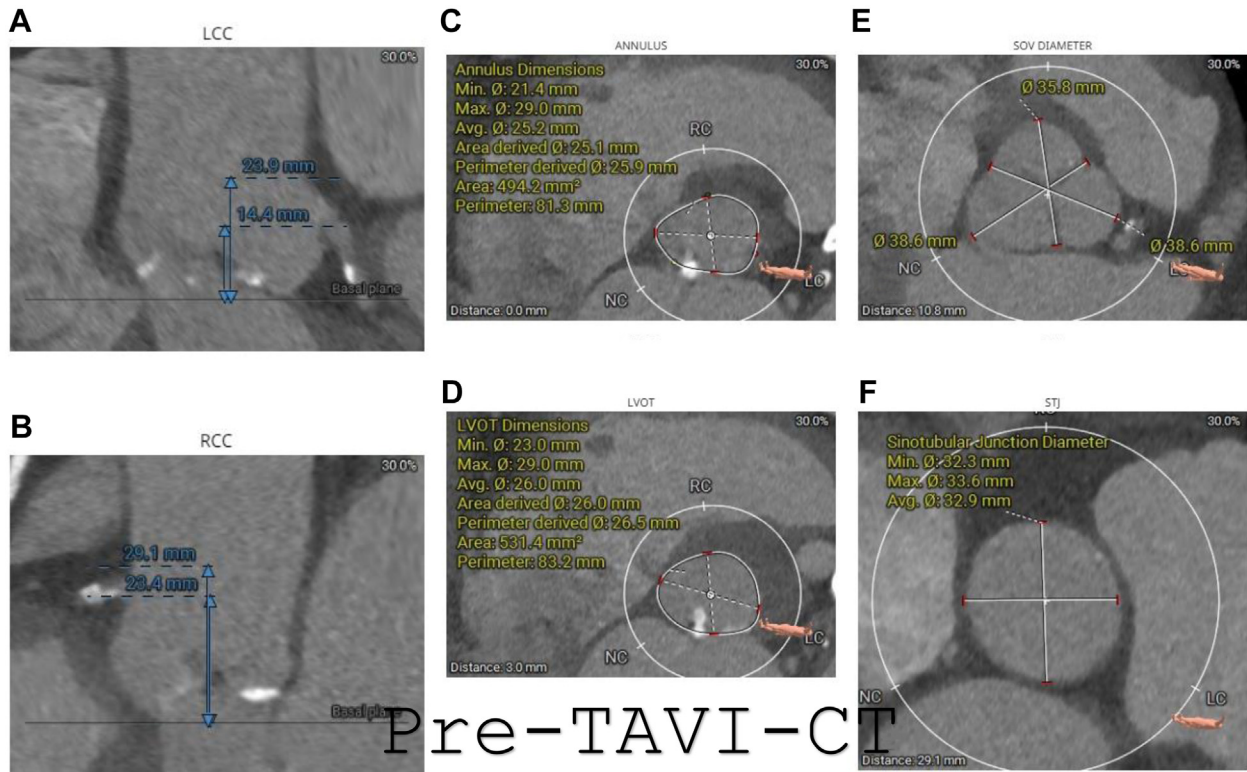 A
LCC
30.0%
23.9 mm
14.4 mm
Basal plane
B
RCC
30.0%
29.1 mm
23.4 mm
Basal plane
C
ANNULUS
30.0%
Annulus Dimensions
Min. Ø: 21.4 mm
Max. Ø: 29.0 mm
Avg. Ø: 25.2 mm
Area derived Ø: 25.1 mm
Perimeter derived Ø: 25.9 mm
Area: 494.2 mm²
Perimeter: 81.3 mm
RC
NC
LC
Distance: 0.0 mm
D
LVOT
30.0%
LVOT Dimensions
Min. Ø: 23.0 mm
Max. Ø: 29.0 mm
Avg. Ø: 26.0 mm
Area derived Ø: 26.0 mm
Perimeter derived Ø: 26.5 mm
Area: 531.4 mm²
Perimeter: 83.2 mm
RC
NC
LC
Distance: 3.0 mm
E
SOV DIAMETER
30.0%
Ø 35.8 mm
Ø 38.6 mm
Ø 38.6 mm
NC
Distance: 10.8 mm
F
STJ
30.0%
Sinotubular Junction Diameter
Min. Ø: 32.3 mm
Max. Ø: 33.6 mm
Avg. Ø: 32.9 mm
NC
LC
Distance: 29.1 mm
Pre-TAVI-CT